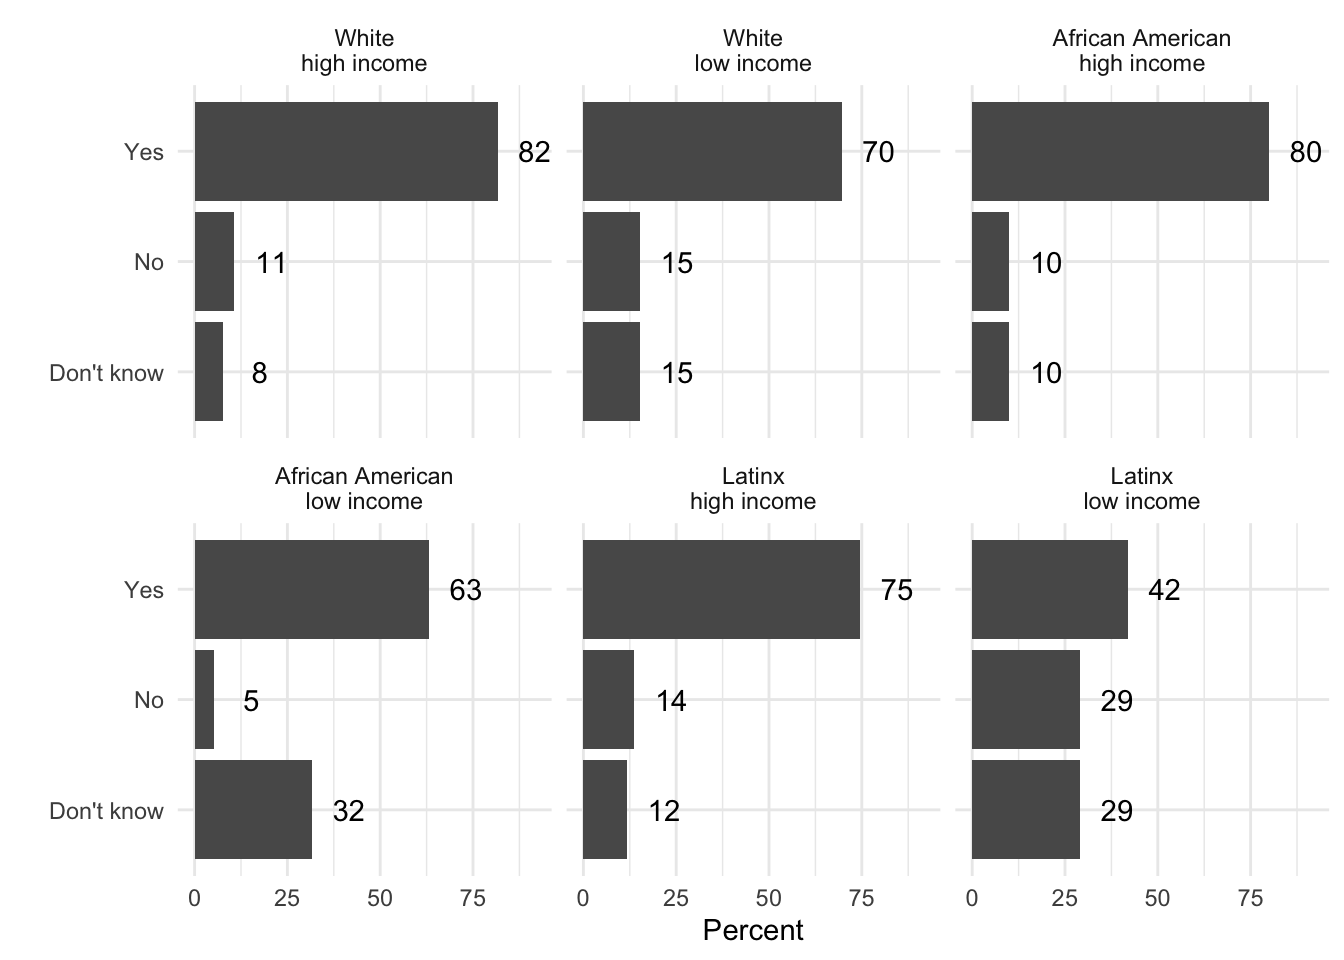 White
high income
White
low income
African American
high income
Yes
82
70
80
No
11
15
10
Don't know
8
15
10
African American
low income
Latinx
high income
Latinx
low income
Yes
63
75
42
No
5
14
29
Don't know
32
12
29
0
25
50
75
0
25
50
75
0
25
50
75
Percent